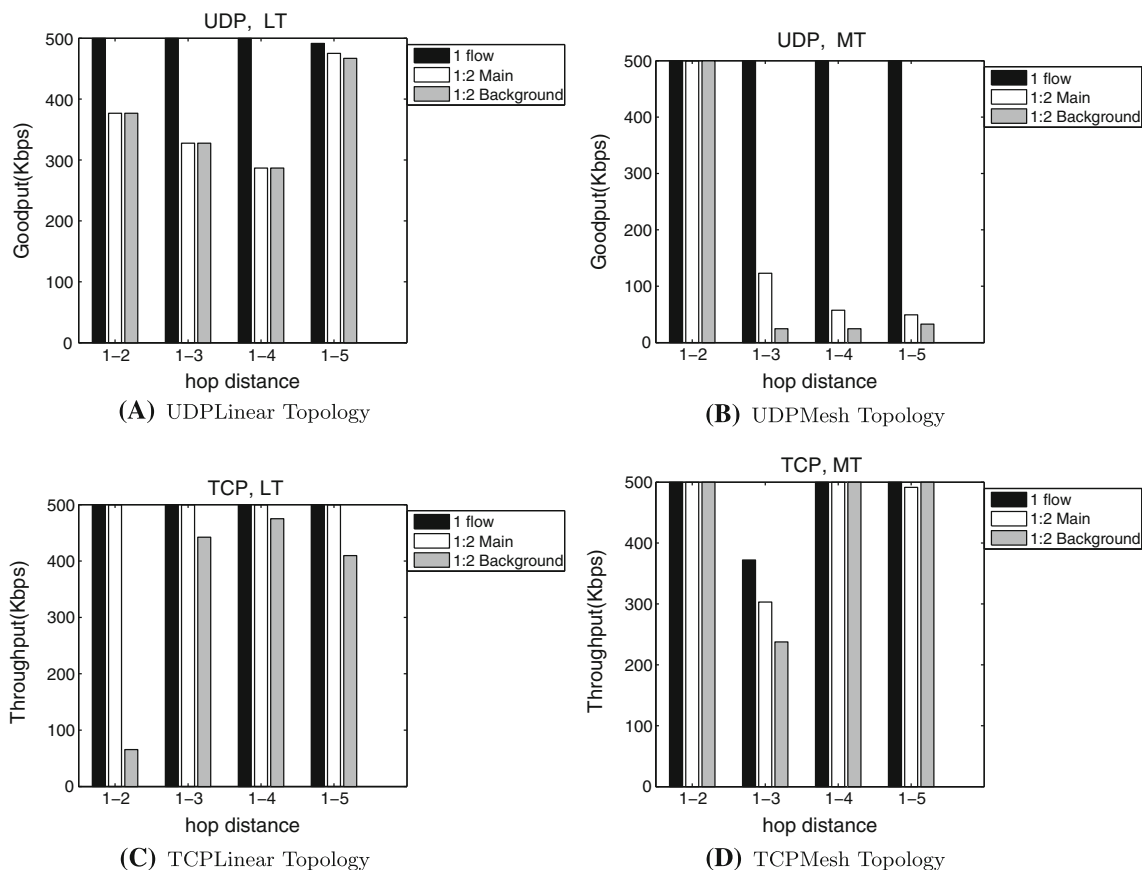 UDP, LT
500
400
300
200
100
0
Goodput(Kbps)
1−2 1−3 1−4 1−5
hop distance
1 flow
1:2 Main
1:2 Background
(A) UDPLinear Topology
UDP, MT
500
400
300
200
100
0
Goodput(Kbps)
1−2 1−3 1−4 1−5
hop distance
1 flow
1:2 Main
1:2 Background
(B) UDPMesh Topology
TCP, LT
500
400
300
200
100
0
Throughput(Kbps)
1−2 1−3 1−4 1−5
hop distance
1 flow
1:2 Main
1:2 Background
(C) TCPLinear Topology
TCP, MT
500
400
300
200
100
0
Throughput(Kbps)
1−2 1−3 1−4 1−5
hop distance
1 flow
1:2 Main
1:2 Background
(D) TCPMesh Topology